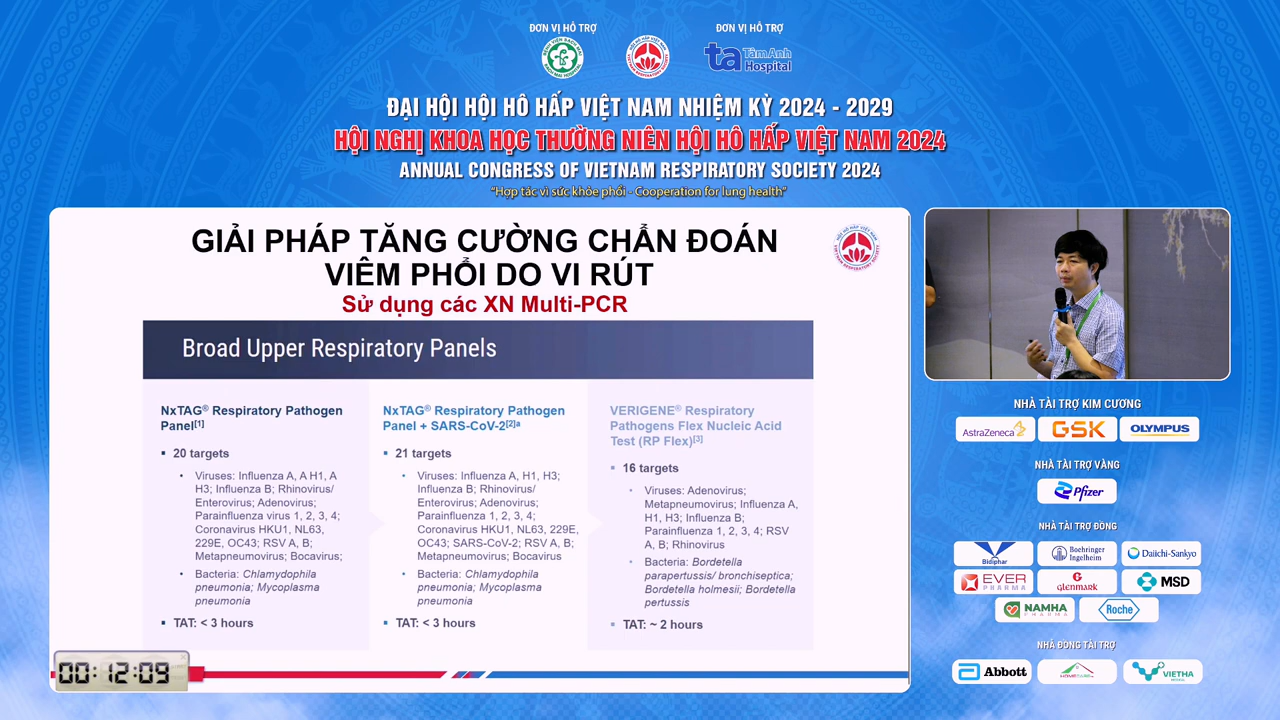 ĐƠN VỊ HỖ TRỢ
ĐƠN VỊ HỖ TRỢ
TâmAnh
ta Hospital
ĐẠI HỘI HỘI HÔ HẤP VIỆT NAM NHIỆM KỲ 2024 - 2029
HỘI NGHỊ KHOA HỌC THƯỜNG NIÊN HỘI HÔ HẤP VIỆT NAM 2024
ANNUAL CONGRESS OF VIETNAM RESPIRATORY SOCIETY 2024
"Hợp tác vì sức khỏe phổi - Cooperation for lung health"
GIẢI PHÁP TĂNG CƯỜNG CHẨN ĐOÁN
VIÊM PHỔI DO VI RÚT
Sử dụng các XN Multi-PCR
Broad Upper Respiratory Panels
NxTAG® Respiratory Pathogen
Panel[1]
▪ 20 targets
• Viruses: Influenza A, A H1, A
H3; Influenza B; Rhinovirus/
Enterovirus; Adenovirus;
Parainfluenza virus 1, 2, 3, 4;
Coronavirus HKU1, NL63,
229E, OC43; RSV A, B;
Metapneumovirus; Bocavirus;
• Bacteria: Chlamydophila
pneumonia; Mycoplasma
pneumonia
▪ TAT: < 3 hours
NxTAG® Respiratory Pathogen
Panel + SARS-CoV-2[2]a
▪ 21 targets
• Viruses: Influenza A, H1, H3;
Influenza B; Rhinovirus/
Enterovirus; Adenovirus;
Parainfluenza 1, 2, 3, 4;
Coronavirus HKU1, NL63, 229E,
OC43; SARS-CoV-2; RSV A, B;
Metapneumovirus; Bocavirus
• Bacteria: Chlamydophila
pneumonia; Mycoplasma
pneumonia
▪ TAT: < 3 hours
VERIGENE® Respiratory
Pathogens Flex Nucleic Acid
Test (RP Flex)[3]
▪ 16 targets
• Viruses: Adenovirus;
Metapneumovirus; Influenza A,
H1, H3; Influenza B;
Parainfluenza 1, 2, 3, 4; RSV
A, B; Rhinovirus
• Bacteria: Bordetella
parapertussis/ bronchiseptica;
Bordetella holmesii; Bordetella
pertussis
▪ TAT: ~ 2 hours
00:12:09
NHÀ TÀI TRỢ KIM CƯƠNG
AstraZeneca GSK OLYMPUS
NHÀ TÀI TRỢ VÀNG
Pfizer
NHÀ TÀI TRỢ ĐỒNG
Bidiphar Boehringer Ingelheim Daiichi-Sankyo
EVER PHARMA GLENMARK MSD
NAMHA PHARMA Roche
NHÀ ĐỒNG TÀI TRỢ
Abbott VIETHA